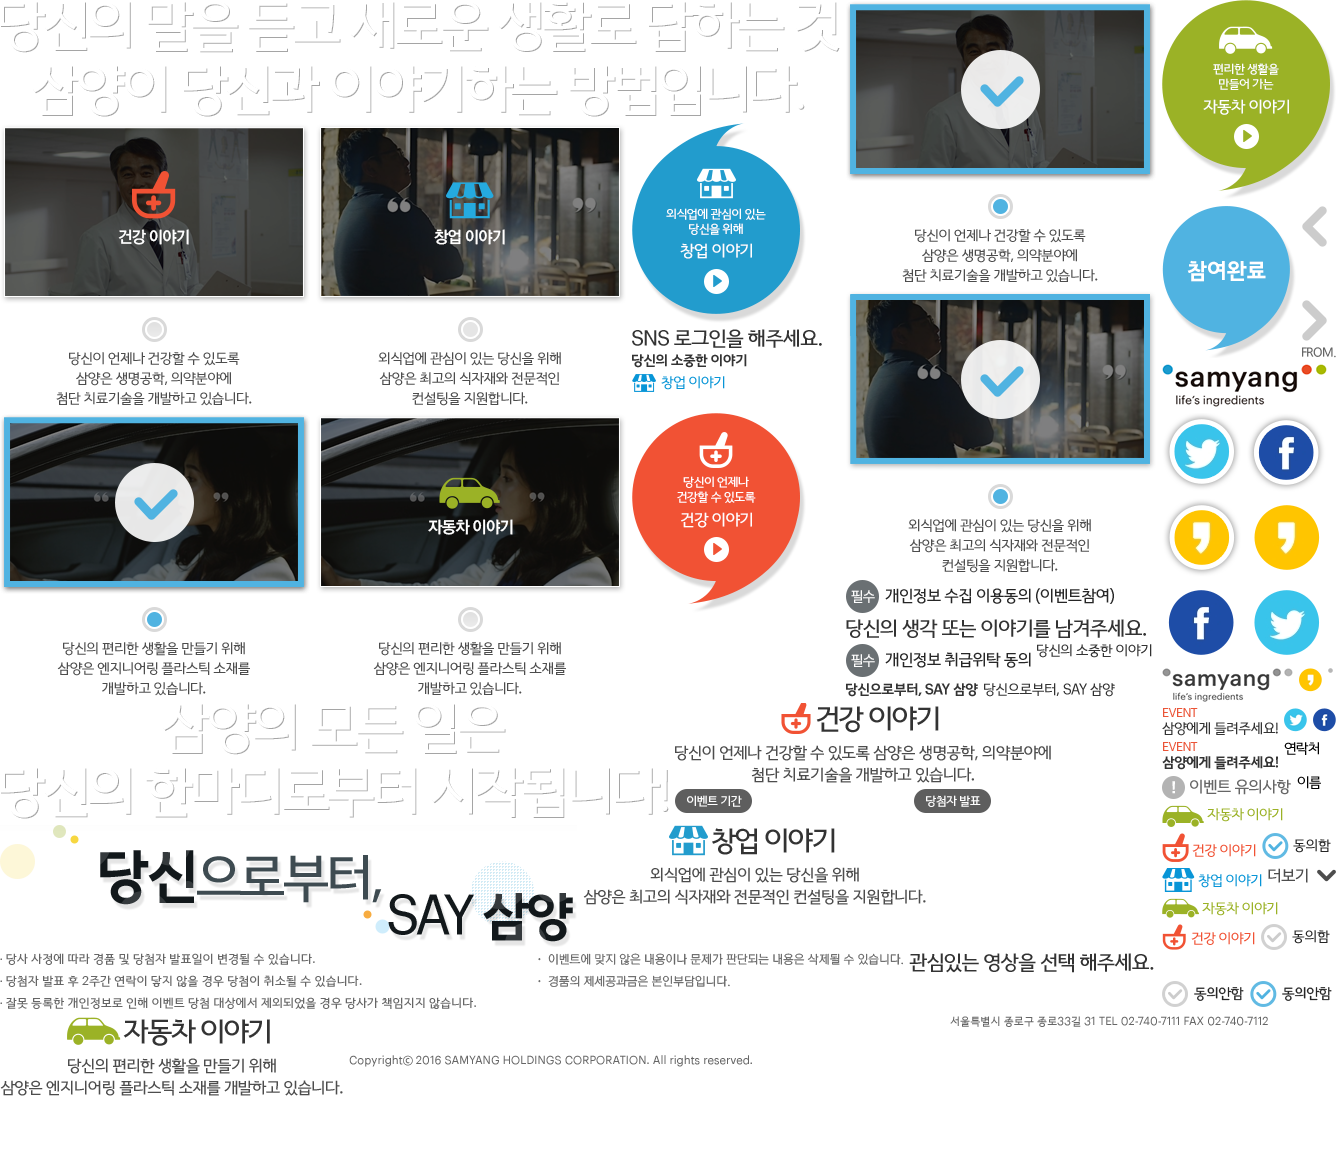 당신의 말을 듣고 새로운 생활로 답하는 것
삼양이 당신과 이야기하는 방법입니다.
건강 이야기
창업 이야기
당신이 언제나 건강할 수 있도록
삼양은 생명공학, 의약분야에
첨단 치료기술을 개발하고 있습니다.
외식업에 관심이 있는 당신을 위해
삼양은 최고의 식자재와 전문적인
컨설팅을 지원합니다.
자동차 이야기
당신의 편리한 생활을 만들기 위해
삼양은 엔지니어링 플라스틱 소재를
개발하고 있습니다.
당신의 편리한 생활을 만들기 위해
삼양은 엔지니어링 플라스틱 소재를
개발하고 있습니다.
외식업에 관심이 있는
당신을 위해
창업 이야기
SNS 로그인을 해주세요.
당신의 소중한 이야기
창업 이야기
당신이 언제나
건강할 수 있도록
건강 이야기
당신이 언제나 건강할 수 있도록
삼양은 생명공학, 의약분야에
첨단 치료기술을 개발하고 있습니다.
외식업에 관심이 있는 당신을 위해
삼양은 최고의 식자재와 전문적인
컨설팅을 지원합니다.
필수 개인정보 수집 이용동의 (이벤트참여)
당신의 생각 또는 이야기를 남겨주세요.
필수 개인정보 취급위탁 동의
당신의 소중한 이야기
당신으로부터, SAY 삼양
당신으로부터, SAY 삼양
편리한 생활을
만들어 가는
자동차 이야기
참여완료
FROM.
samyang
life's ingredients
samyang
life's ingredients
EVENT
삼양에게 들려주세요!
EVENT
삼양에게 들려주세요!
연락처
! 이벤트 유의사항
이름
자동차 이야기
건강 이야기
동의함
창업 이야기
더보기
자동차 이야기
건강 이야기
동의함
동의안함
동의안함
삼양의 모든 일은
당신의 한마디로부터 시작됩니다!
건강 이야기
당신이 언제나 건강할 수 있도록 삼양은 생명공학, 의약분야에
첨단 치료기술을 개발하고 있습니다.
이벤트 기간
당첨자 발표
창업 이야기
외식업에 관심이 있는 당신을 위해
삼양은 최고의 식자재와 전문적인 컨설팅을 지원합니다.
당신으로부터,
SAY 삼양
· 당사 사정에 따라 경품 및 당첨자 발표일이 변경될 수 있습니다.
· 당첨자 발표 후 2주간 연락이 닿지 않을 경우 당첨이 취소될 수 있습니다.
· 잘못 등록한 개인정보로 인해 이벤트 당첨 대상에서 제외되었을 경우 당사가 책임지지 않습니다.
· 이벤트에 맞지 않은 내용이나 문제가 판단되는 내용은 삭제될 수 있습니다.
· 경품의 제세공과금은 본인부담입니다.
관심있는 영상을 선택 해주세요.
자동차 이야기
당신의 편리한 생활을 만들기 위해
삼양은 엔지니어링 플라스틱 소재를 개발하고 있습니다.
서울특별시 종로구 종로33길 31 TEL 02-740-7111 FAX 02-740-7112
Copyrightⓒ 2016 SAMYANG HOLDINGS CORPORATION. All rights reserved.